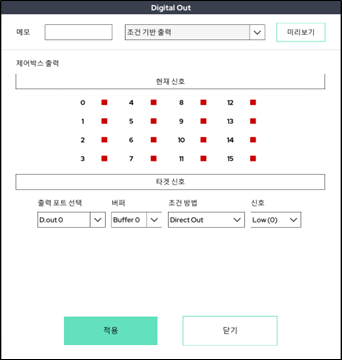 Digital Out
메모 조건 기반 출력 미리보기
제어박스 출력
현재 신호
0 4 8 12
1 5 9 13
2 6 10 14
3 7 11 15
타겟 신호
출력 포트 선택 버퍼 조건 방법 신호
D.out 0 Buffer 0 Direct Out Low (0)
적용 닫기